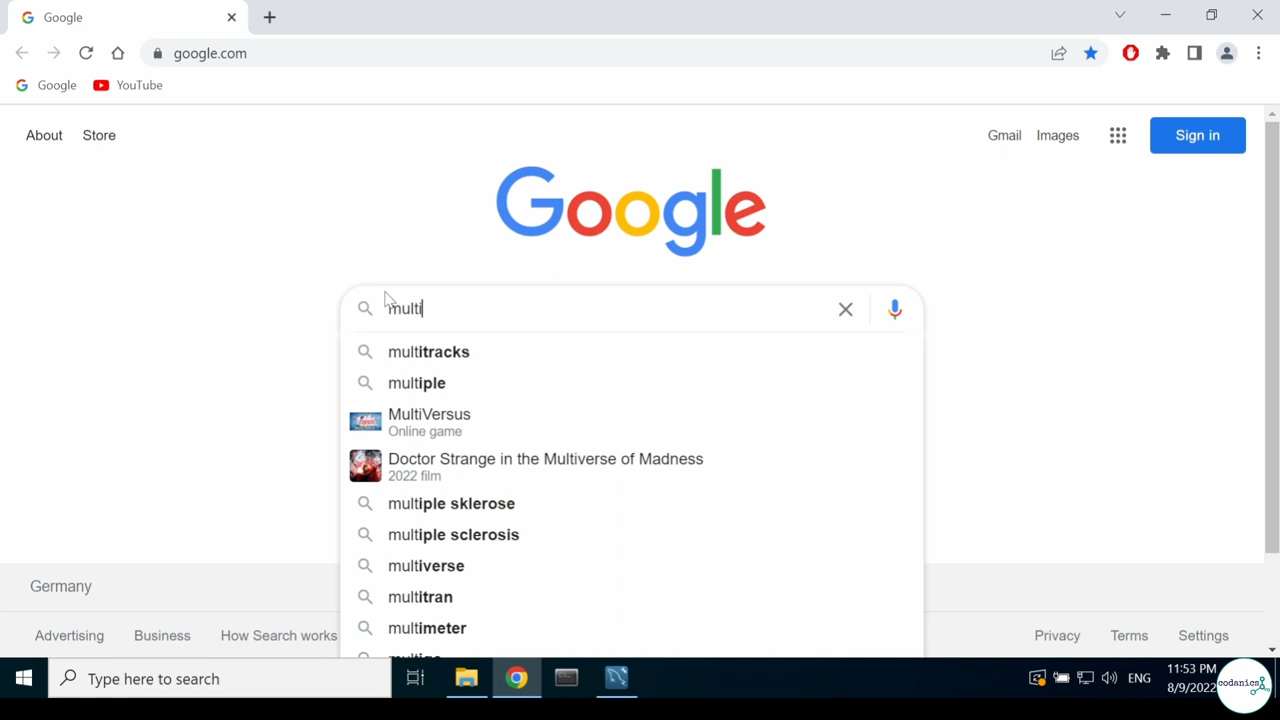 Google
google.com
Google YouTube
About Store Gmail Images Sign in
Google
multi
multitracks
multiple
MultiVersus
Online game
Doctor Strange in the Multiverse of Madness
2022 film
multiple sklerose
multiple sclerosis
multiverse
multitran
multimeter
Germany
Advertising Business How Search works Privacy Terms Settings
Type here to search
ENG
11:53 PM
8/9/2022
codanics